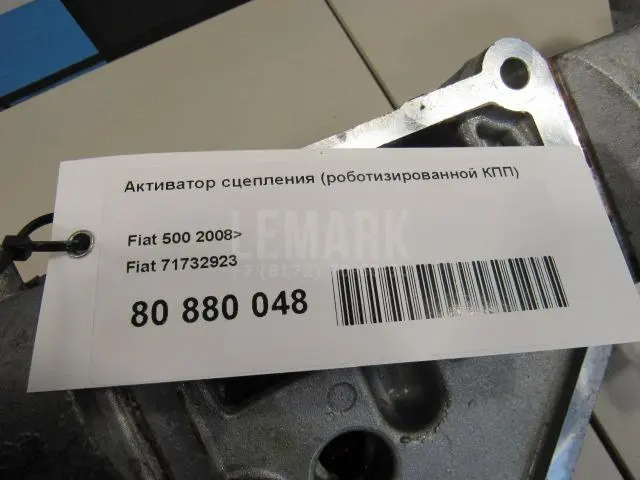 Активатор сцепления (роботизированной КПП)
Fiat 500 2008>
LEMARK
Fiat 71732923
80 880 048